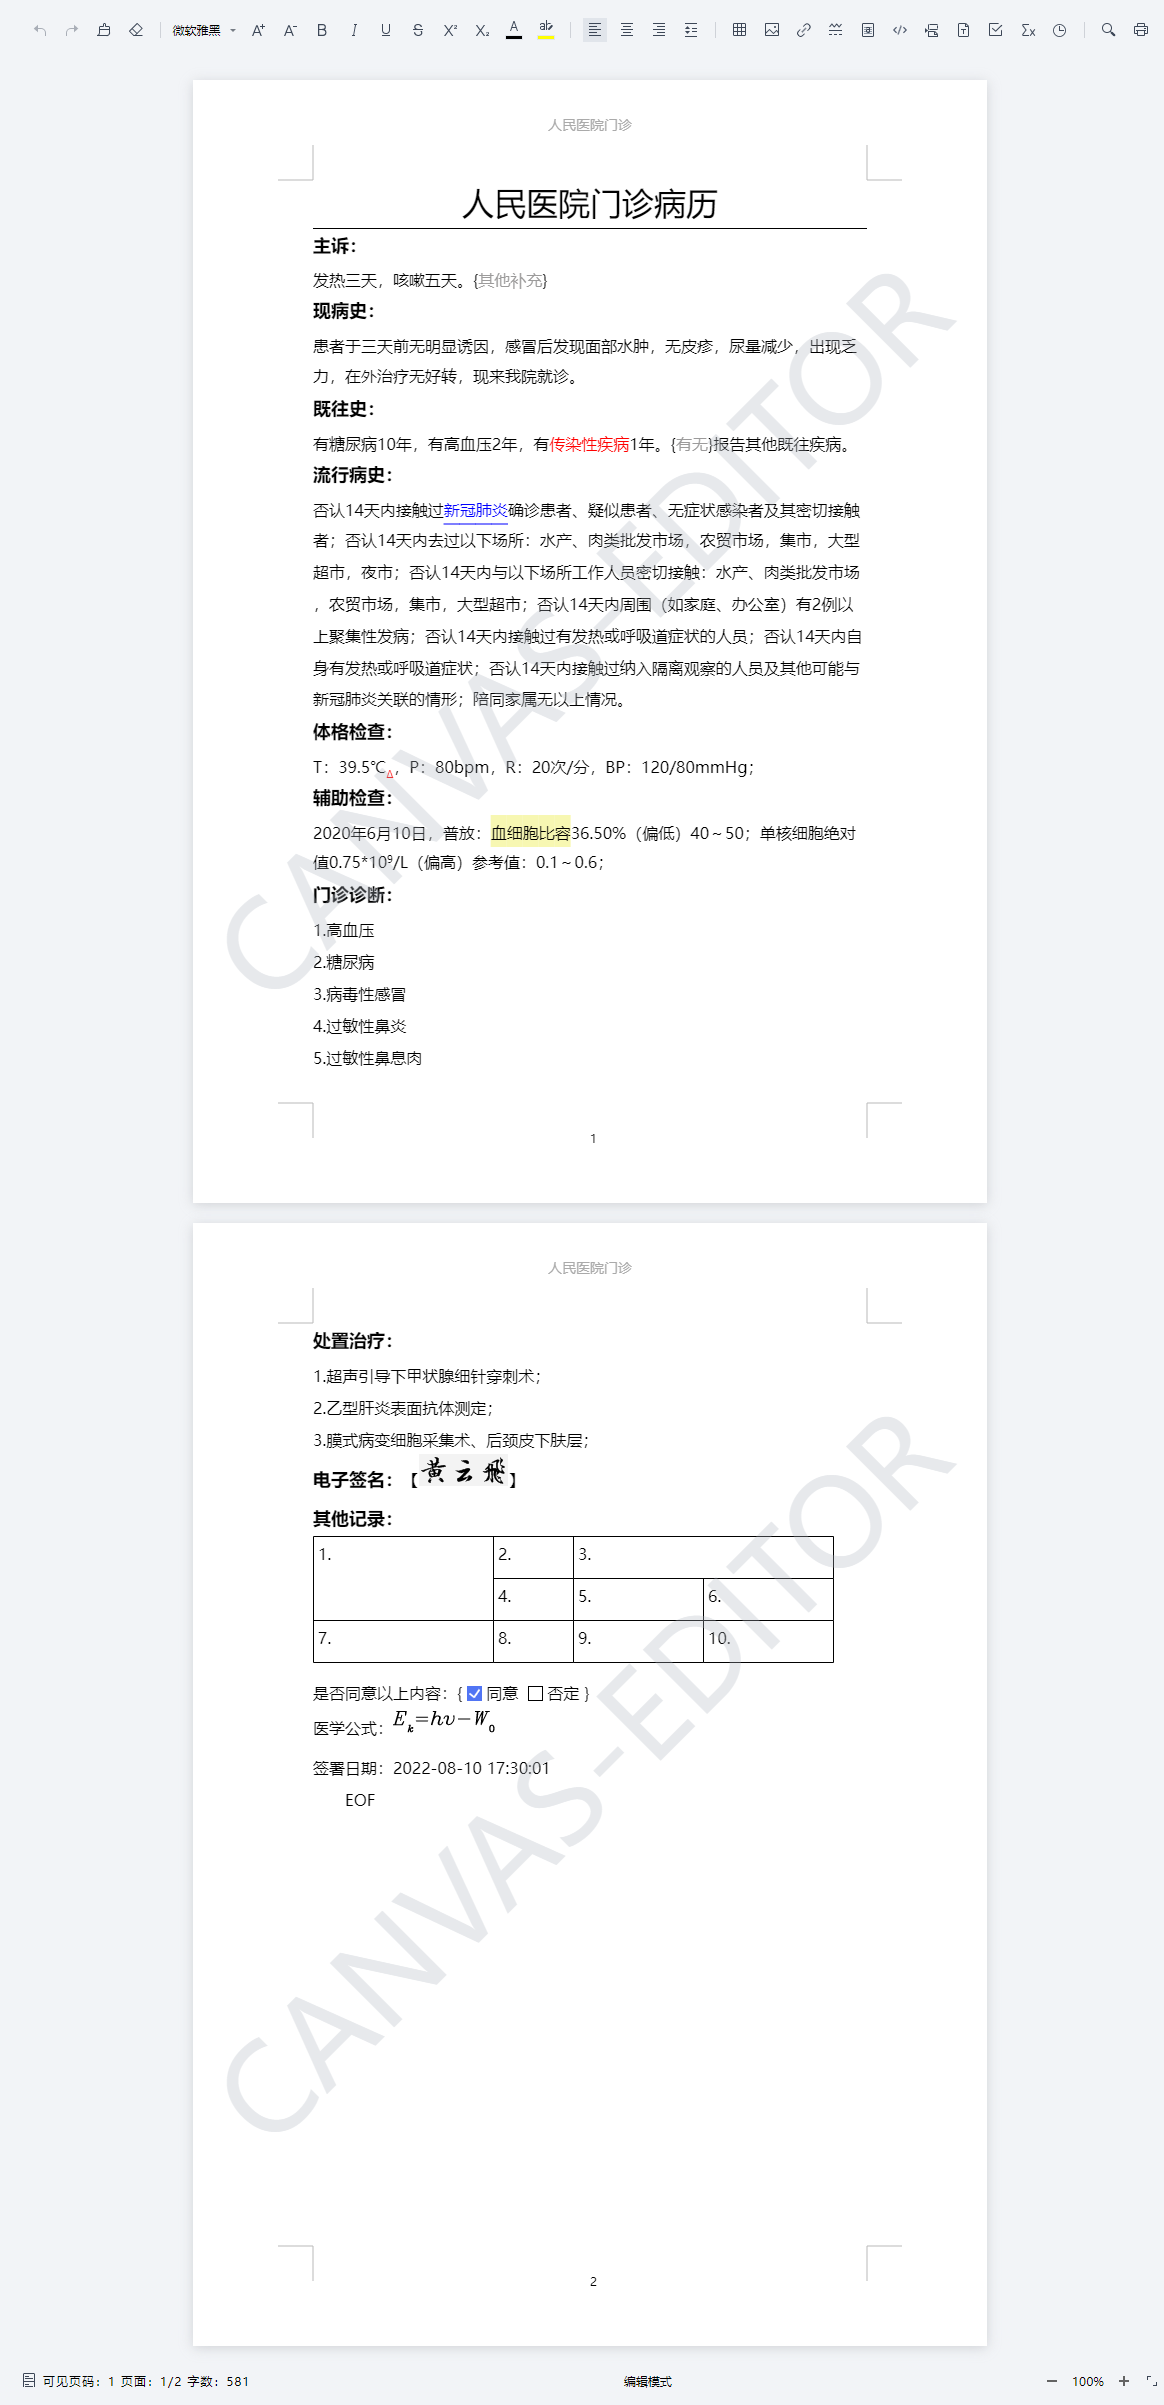 微软雅黑
人民医院门诊
人民医院门诊病历
主诉：
发热三天，咳嗽五天。{其他补充}
现病史：
患者于三天前无明显诱因，感冒后发现面部水肿，无皮疹，尿量减少，出现乏
力，在外治疗无好转，现来我院就诊。
既往史：
有糖尿病10年，有高血压2年，有传染性疾病1年。{有无}报告其他既往疾病。
流行病史：
否认14天内接触过新冠肺炎确诊患者、疑似患者、无症状感染者及其密切接触
者；否认14天内去过以下场所：水产、肉类批发市场，农贸市场，集市，大型
超市，夜市；否认14天内与以下场所工作人员密切接触：水产、肉类批发市场
，农贸市场，集市，大型超市；否认14天内周围（如家庭、办公室）有2例以
上聚集性发病；否认14天内接触过有发热或呼吸道症状的人员；否认14天内自
身有发热或呼吸道症状；否认14天内接触过纳入隔离观察的人员及其他可能与
新冠肺炎关联的情形；陪同家属无以上情况。
体格检查：
T：39.5℃△，P：80bpm，R：20次/分，BP：120/80mmHg；
辅助检查：
2020年6月10日，普放：血细胞比容36.50%（偏低）40～50；单核细胞绝对
值0.75*10⁹/L（偏高）参考值：0.1～0.6；
门诊诊断：
1.高血压
2.糖尿病
3.病毒性感冒
4.过敏性鼻炎
5.过敏性鼻息肉
CANVAS-EDITOR
1
人民医院门诊
处置治疗：
1.超声引导下甲状腺细针穿刺术；
2.乙型肝炎表面抗体测定；
3.膜式病变细胞采集术、后颈皮下肤层；
电子签名：【黄云飛】
其他记录：
1. 2. 3.
4. 5. 6.
7. 8. 9. 10.
是否同意以上内容：{ ☑ 同意 ☐ 否定 }
医学公式：Eₖ=hυ−W₀
签署日期：2022-08-10 17:30:01
EOF
CANVAS-EDITOR
2
可见页码：1 页面：1/2 字数：581
编辑模式
100%